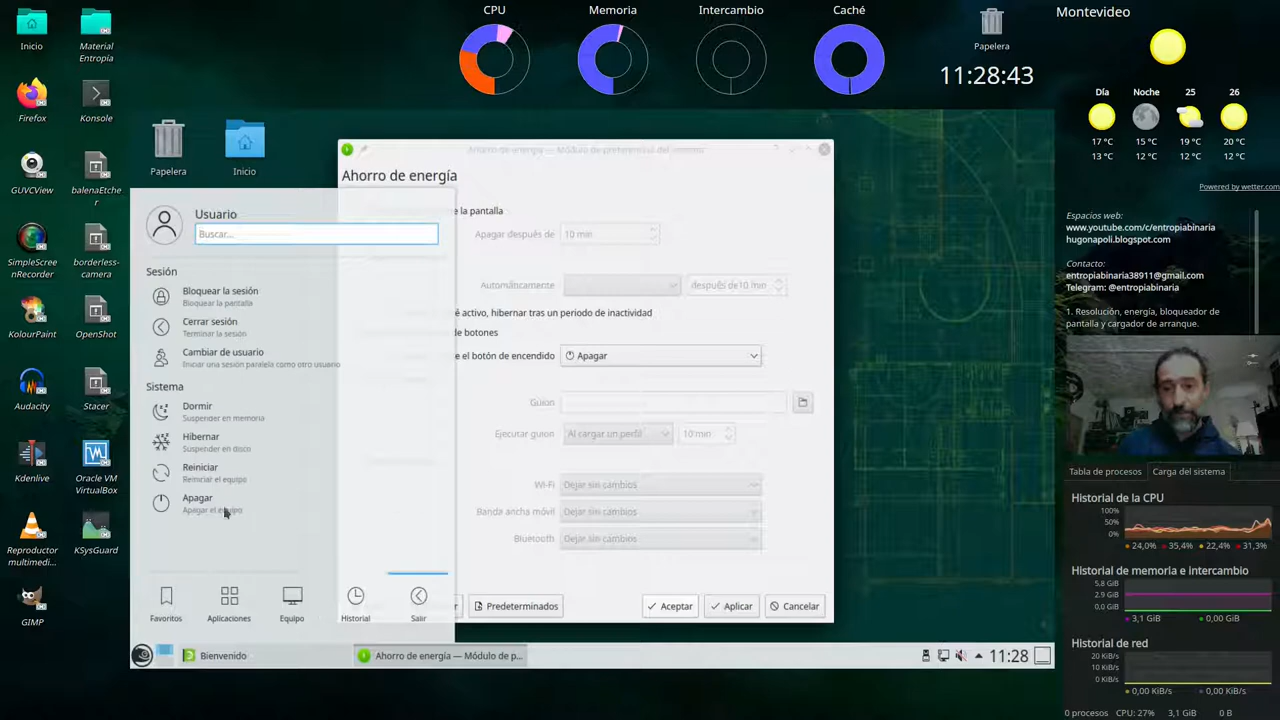 CPU
Memoria
Intercambio
Caché
Papelera
11:28:43
Montevideo
Día
Noche
25
26
17 °C
15 °C
19 °C
20 °C
13 °C
12 °C
12 °C
12 °C
Powered by wetter.com
Espacios web:
www.youtube.com/c/entropiabinaria
hugonapoli.blogspot.com
Contacto:
entropiabinaria38911@gmail.com
Telegram: @entropiabinaria
1. Resolución, energía, bloqueador de
pantalla y cargador de arranque.
Tabla de procesos
Carga del sistema
Historial de la CPU
100%
50%
0%
24,0%
35,4%
22,4%
31,3%
Historial de memoria e intercambio
5.8 GiB
2.9 GiB
0.0 GiB
3,1 GiB
0,00 GiB
Historial de red
20 KiB/s
10 KiB/s
0 KiB/s
0,00 KiB/s
0,00 KiB/s
0 procesos
CPU: 27%
3,1 GiB
0 B
Inicio
Material
Entropía
Firefox
Konsole
GUVCView
balenaEtche
r
SimpleScree
nRecorder
borderless-
camera
KolourPaint
OpenShot
Audacity
Stacer
Kdenlive
Oracle VM
VirtualBox
Reproductor
multimedi...
KSysGuard
GIMP
Papelera
Inicio
Usuario
Buscar...
Sesión
Bloquear la sesión
Bloquear la pantalla
Cerrar sesión
Terminar la sesión
Cambiar de usuario
Iniciar una sesión paralela como otro usuario
Sistema
Dormir
Suspender en memoria
Hibernar
Suspender en disco
Reiniciar
Reiniciar el equipo
Apagar
Apagar el equipo
Favoritos
Aplicaciones
Equipo
Historial
Salir
Ahorro de energía — Módulo de preferencias del sistema
Ahorro de energía
e la pantalla
Apagar después de
10 min
Automáticamente
después de10 min
é activo, hibernar tras un periodo de inactividad
de botones
e el botón de encendido
Apagar
Guion
Ejecutar guion
Al cargar un perfil
10 min
Wi-Fi
Dejar sin cambios
Banda ancha móvil
Dejar sin cambios
Bluetooth
Dejar sin cambios
r
Predeterminados
Aceptar
Aplicar
Cancelar
Bienvenido
Ahorro de energía — Módulo de p...
11:28